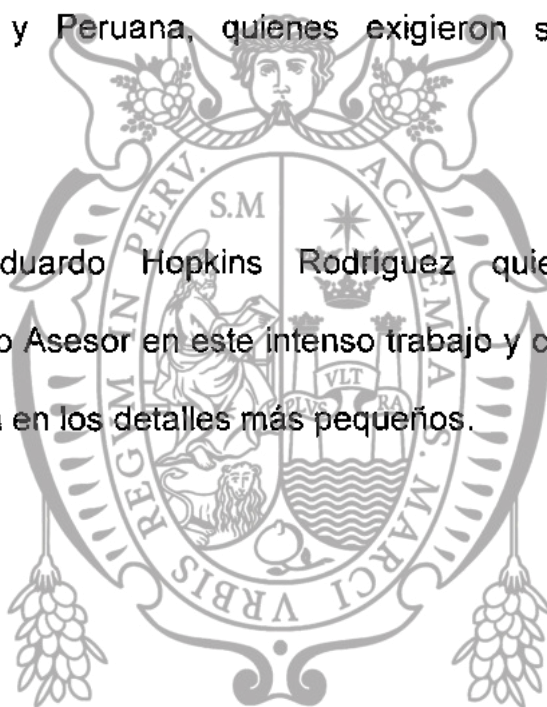 y Peruana, quienes exigieron s
duardo Hopkins Rodríguez quie
o Asesor en este intenso trabajo y c
en los detalles más pequeños.
S.M
ACADEMIA S. MARCI VRBIS REGUM IN PERV.
PLVS VLT RA